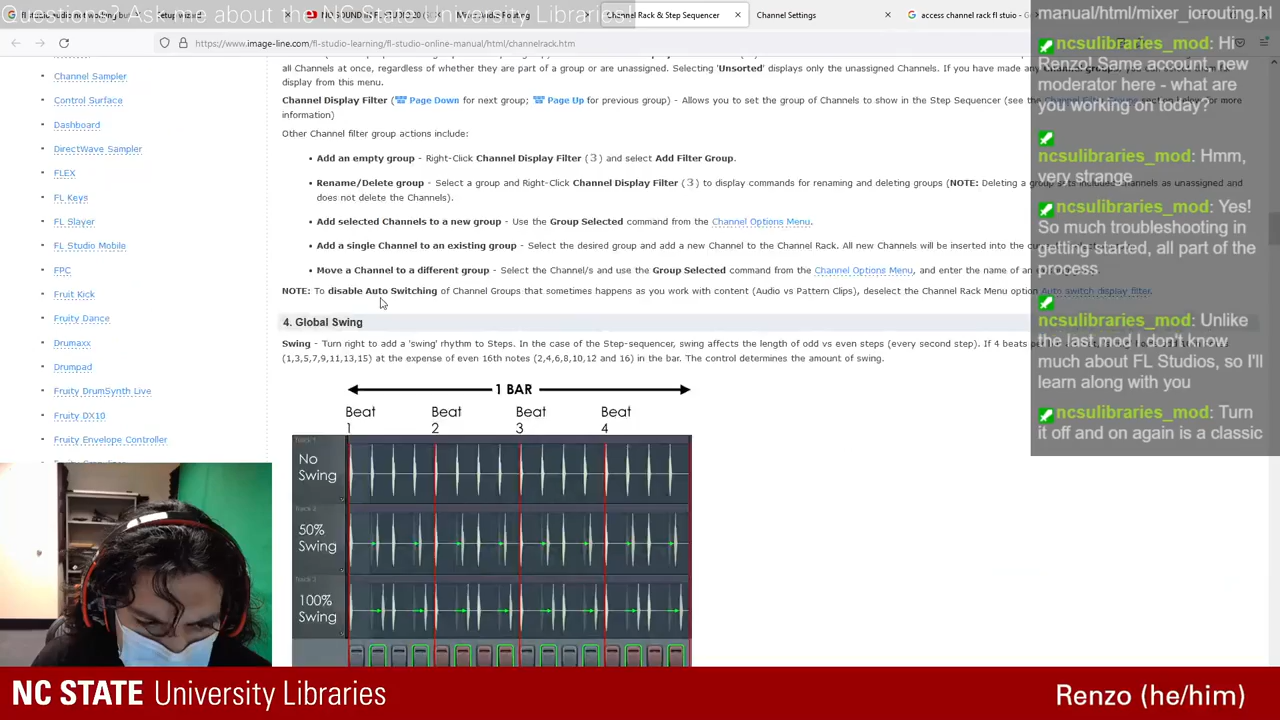 Questions? Ask me about the NC State University Libraries!
Channel Rack & Step Sequencer
Channel Settings
access channel rack fl stuio - Go
https://www.image-line.com/fl-studio-learning/fl-studio-online-manual/html/channelrack.htm
Channel Sampler
Control Surface
Dashboard
DirectWave Sampler
FLEX
FL Keys
FL Slayer
FL Studio Mobile
FPC
Fruit Kick
Fruity Dance
Drumaxx
Drumpad
Fruity DrumSynth Live
Fruity DX10
Fruity Envelope Controller
all Channels at once, regardless of whether they are part of a group or are unassigned. Selecting 'Unsorted' displays only the unassigned Channels. If you have made any
display from this menu.
Channel Display Filter ( Page Down for next group; Page Up for previous group) - Allows you to set the group of Channels to show in the Step Sequencer (see the
information)
Other Channel filter group actions include:
• Add an empty group - Right-Click Channel Display Filter (3) and select Add Filter Group.
• Rename/Delete group - Select a group and Right-Click Channel Display Filter (3) to display commands for renaming and deleting groups (NOTE: Deleting a group sets included Channels as unassigned and
does not delete the Channels).
• Add selected Channels to a new group - Use the Group Selected command from the Channel Options Menu.
• Add a single Channel to an existing group - Select the desired group and add a new Channel to the Channel Rack. All new Channels will be inserted into the
• Move a Channel to a different group - Select the Channel/s and use the Group Selected command from the Channel Options Menu, and enter the name of an
NOTE: To disable Auto Switching of Channel Groups that sometimes happens as you work with content (Audio vs Pattern Clips), deselect the Channel Rack Menu option Auto switch display filter.
4. Global Swing
Swing - Turn right to add a 'swing' rhythm to Steps. In the case of the Step-sequencer, swing affects the length of odd vs even steps (every second step). If 4 beats
(1,3,5,7,9,11,13,15) at the expense of even 16th notes (2,4,6,8,10,12 and 16) in the bar. The control determines the amount of swing.
1 BAR
Beat Beat Beat Beat
1 2 3 4
No
Swing
50%
Swing
100%
Swing
manual/html/mixer_iorouting.h
ncsulibraries_mod: Hi
Renzo! Same account, new
moderator here - what are
you working on today?
ncsulibraries_mod: Hmm,
very strange
ncsulibraries_mod: Yes!
So much troubleshooting in
getting started, all part of the
process
ncsulibraries_mod: Unlike
the last mod I don't know
much about FL Studios, so I'll
learn along with you
ncsulibraries_mod: Turn
it off and on again is a classic
NC STATE University Libraries
Renzo (he/him)